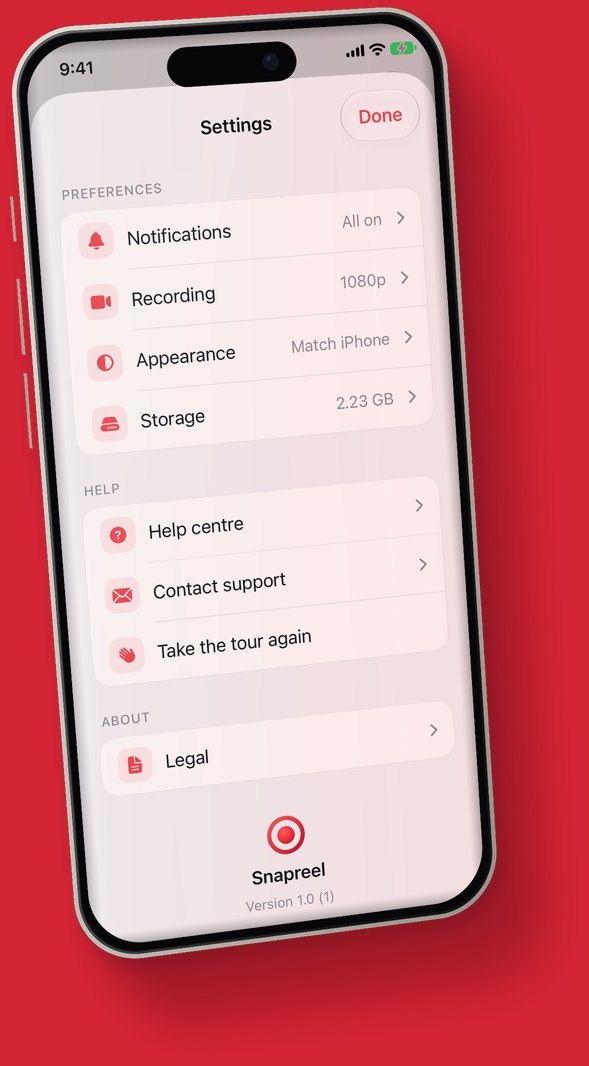 9:41
Settings
Done
PREFERENCES
Notifications
All on
Recording
1080p
Appearance
Match iPhone
Storage
2.23 GB
HELP
Help centre
Contact support
Take the tour again
ABOUT
Legal
Snapreel
Version 1.0 (1)